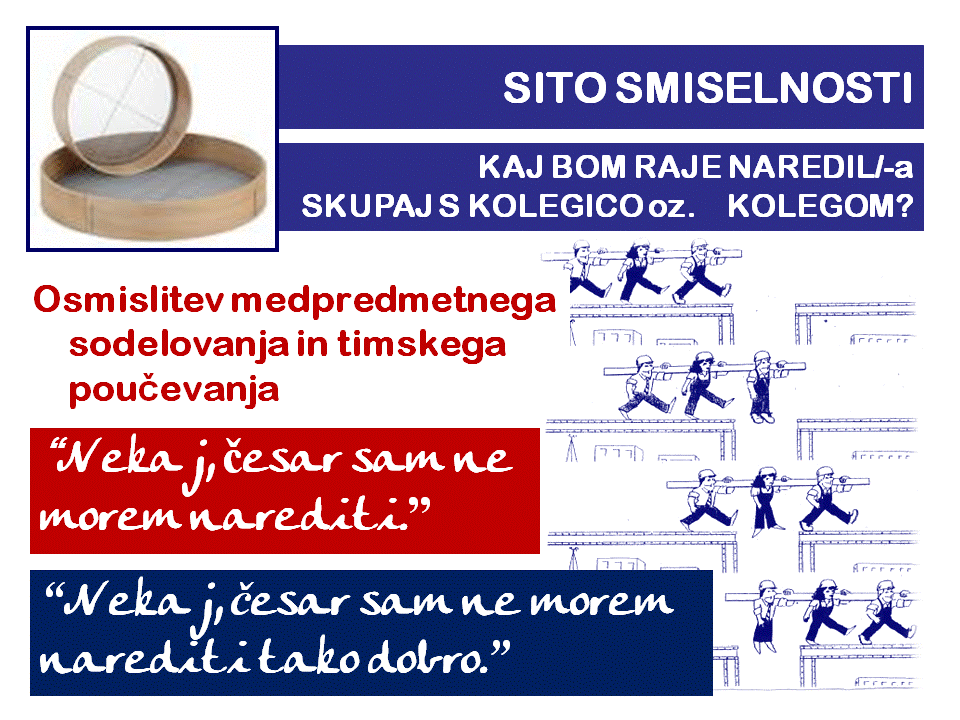 SITO SMISELNOSTI
KAJ BOM RAJE NAREDIL/-a
SKUPAJ S KOLEGICO oz. KOLEGOM?
Osmislitev medpredmetnega
sodelovanja in timskega
poučevanja
“Neka j, česar sam ne
morem narediti.”
“Neka j, česar sam ne morem
narediti tako dobro.”